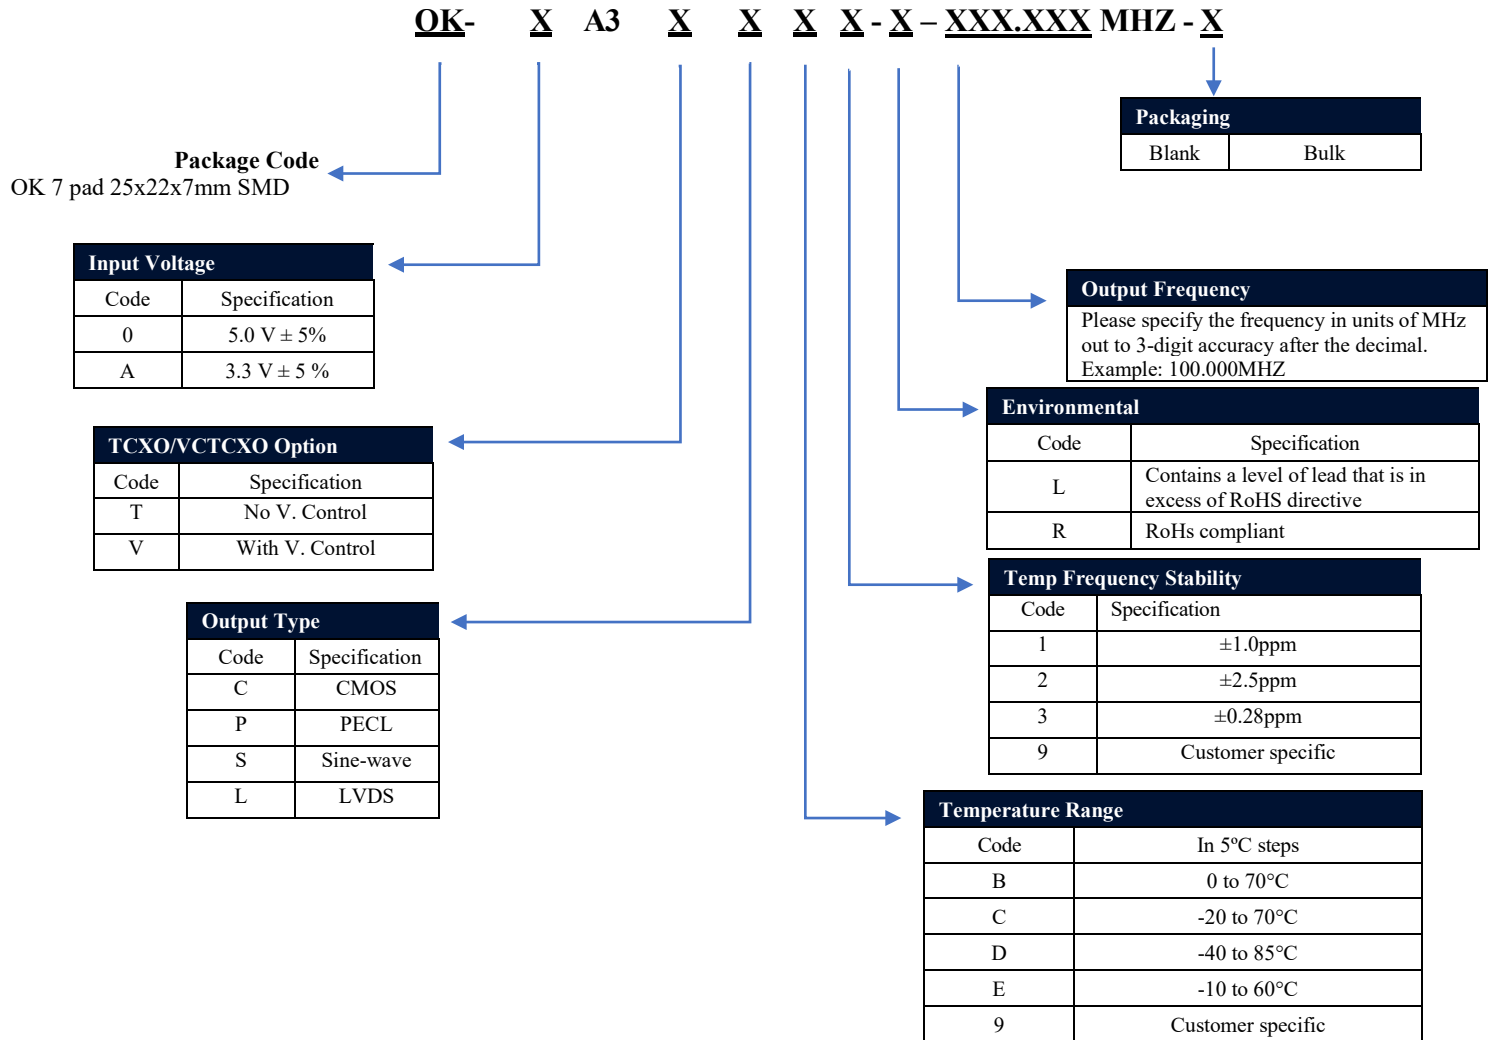 OK- X A3 X X X X - X – XXX.XXX MHZ - X
Packaging
Blank Bulk
Package Code
OK 7 pad 25x22x7mm SMD
Input Voltage
Code Specification
0 5.0 V ± 5%
A 3.3 V ± 5 %
Output Frequency
Please specify the frequency in units of MHz
out to 3-digit accuracy after the decimal.
Example: 100.000MHZ
Environmental
Code Specification
L Contains a level of lead that is in
excess of RoHS directive
R RoHs compliant
TCXO/VCTCXO Option
Code Specification
T No V. Control
V With V. Control
Temp Frequency Stability
Code Specification
1 ±1.0ppm
2 ±2.5ppm
3 ±0.28ppm
9 Customer specific
Output Type
Code Specification
C CMOS
P PECL
S Sine-wave
L LVDS
Temperature Range
Code In 5ºC steps
B 0 to 70°C
C -20 to 70°C
D -40 to 85°C
E -10 to 60°C
9 Customer specific